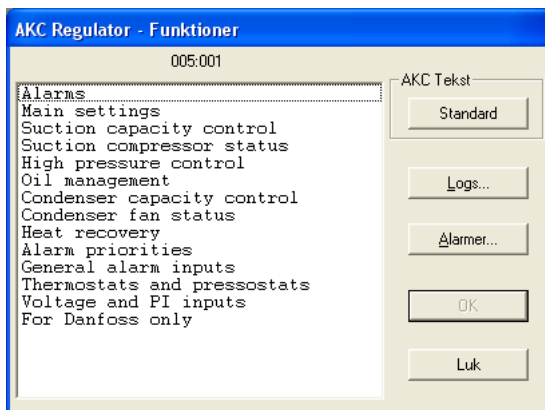 AKC Regulator - Funktioner
005:001
Alarms
Main settings
Suction capacity control
Suction compressor status
High pressure control
Oil management
Condenser capacity control
Condenser fan status
Heat recovery
Alarm priorities
General alarm inputs
Thermostats and pressostats
Voltage and PI inputs
For Danfoss only
AKC Tekst
Standard
Logs...
Alarmer...
OK
Luk